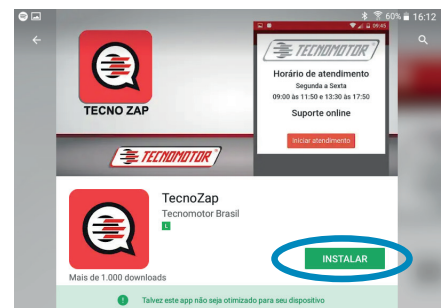 60% 16:12
TECNO ZAP
TECNOMOTOR
19:45
TECNOMOTOR
Horário de atendimento
Segunda a Sexta
09:00 às 11:50 e 13:30 às 17:50
Suporte online
Iniciar atendimento
TecnoZap
Tecnomotor Brasil
L
INSTALAR
Mais de 1.000 downloads
Talvez este app não seja otimizado para seu dispositivo